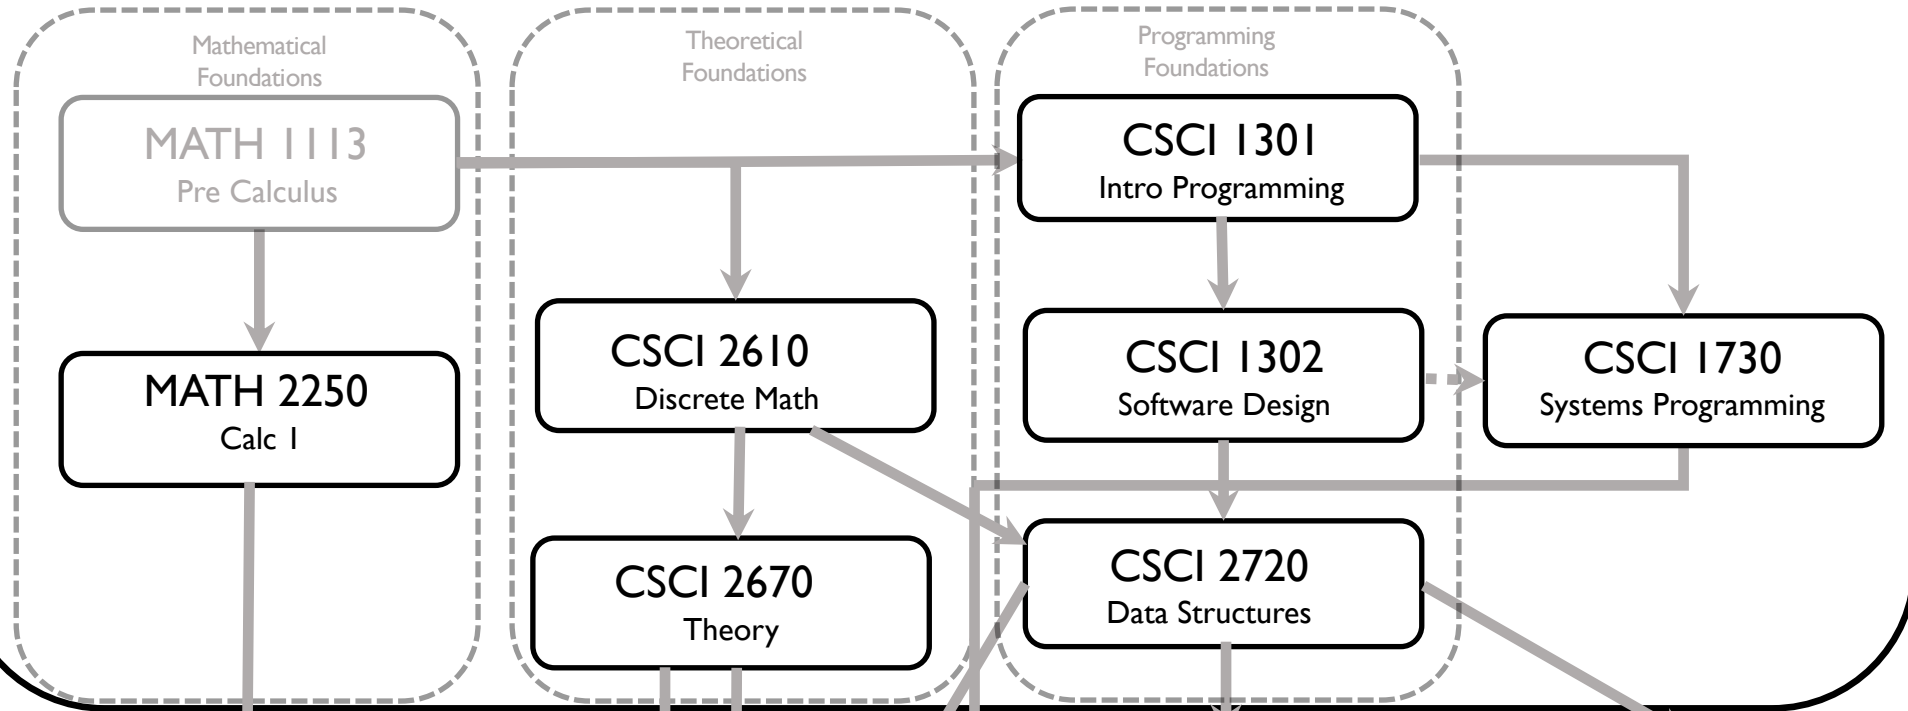 Mathematical
Foundations
MATH 1113
Pre Calculus
MATH 2250
Calc 1
Theoretical
Foundations
CSCI 2610
Discrete Math
CSCI 2670
Theory
Programming
Foundations
CSCI 1301
Intro Programming
CSCI 1302
Software Design
CSCI 2720
Data Structures
CSCI 1730
Systems Programming